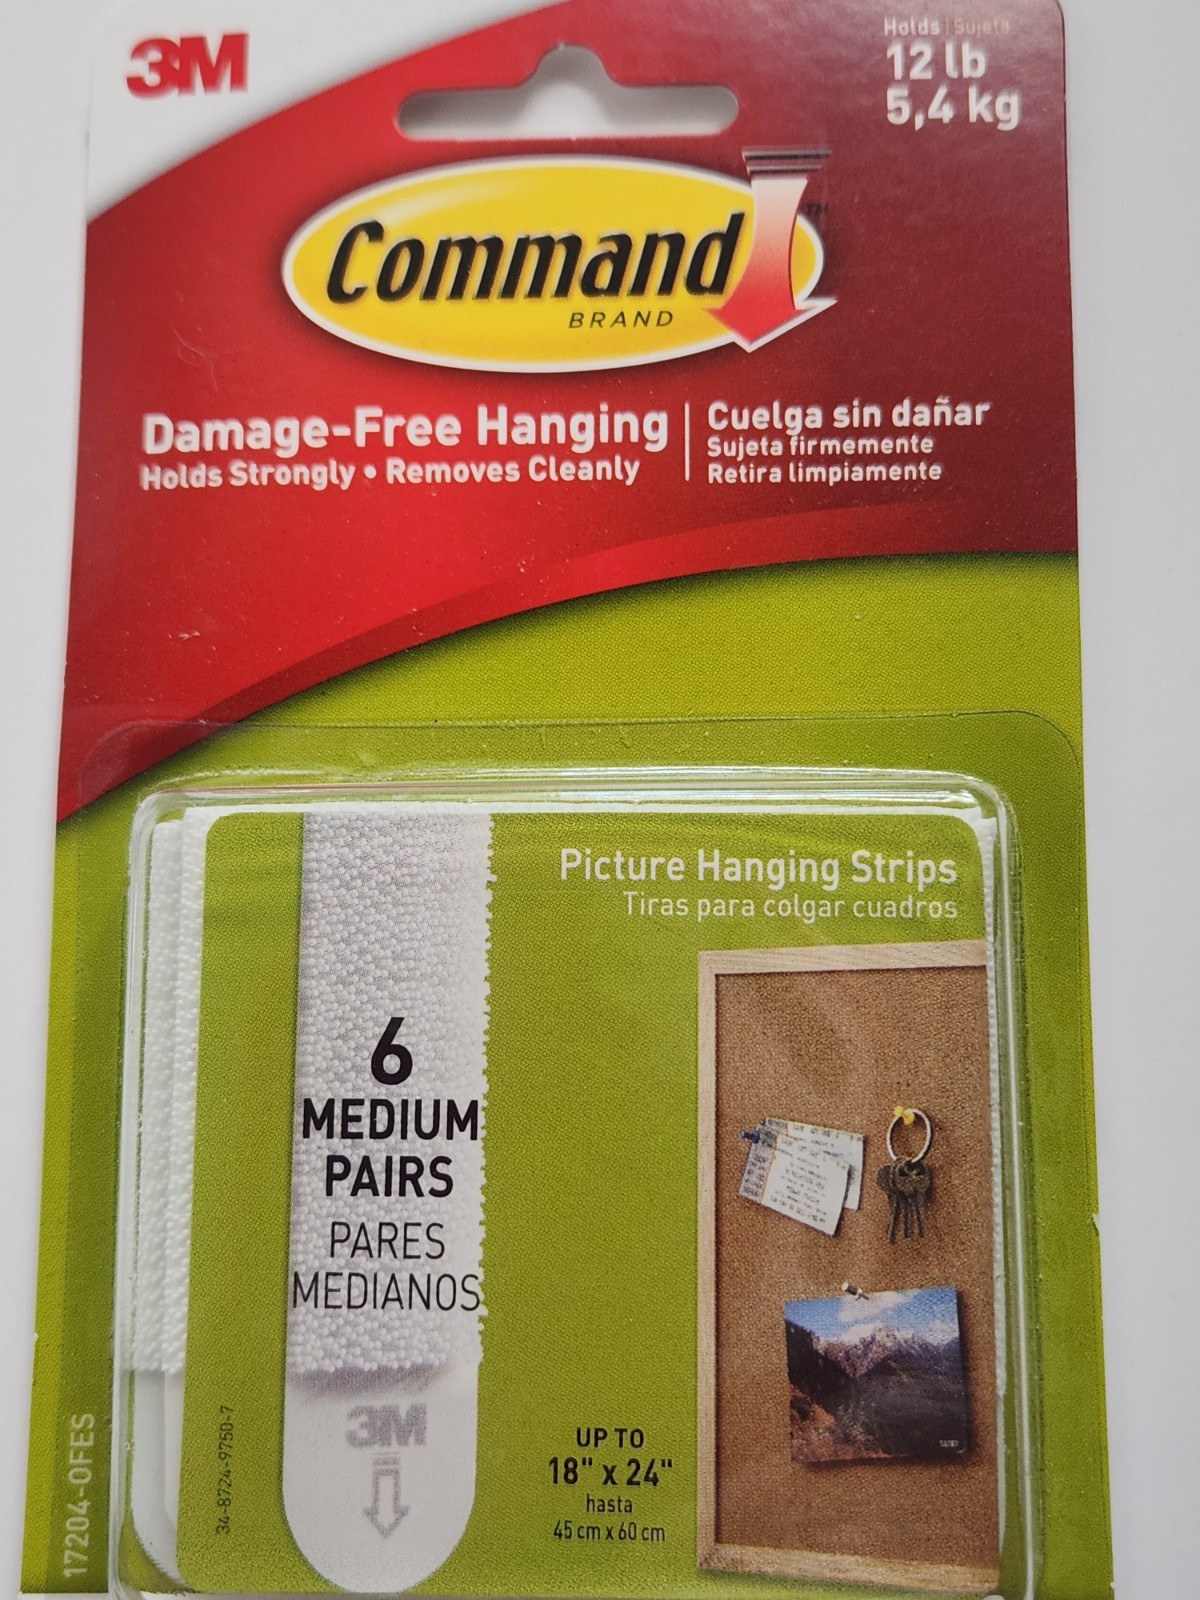 3M
Holds | Sujeta
12 lb
5,4 kg
Command™
BRAND
Damage-Free Hanging
Holds Strongly • Removes Cleanly
Cuelga sin dañar
Sujeta firmemente
Retira limpiamente
Picture Hanging Strips
Tiras para colgar cuadros
6
MEDIUM
PAIRS
PARES
MEDIANOS
3M
UP TO
18" x 24"
hasta
45 cm x 60 cm
34-8724-9750-7
17204-OFES